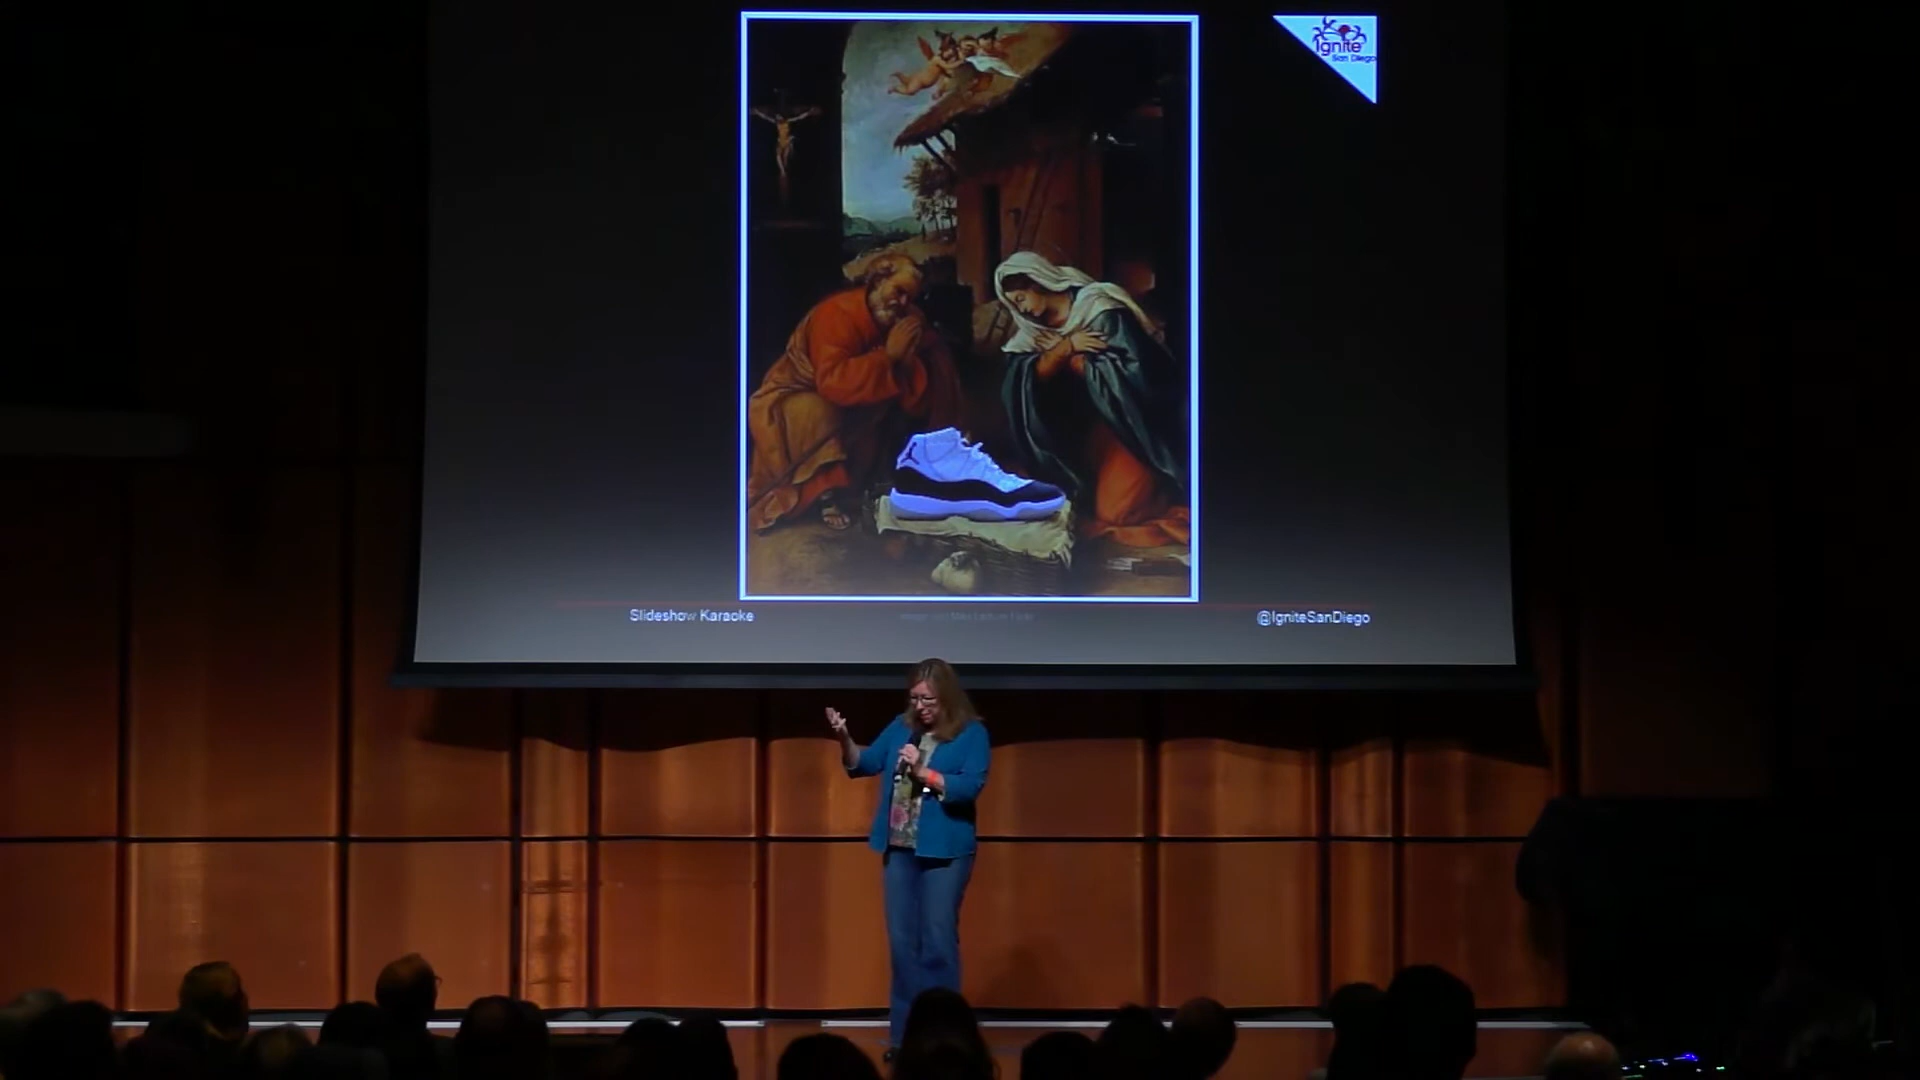 Ignite
San Diego
Slideshow Karaoke
@IgniteSanDiego